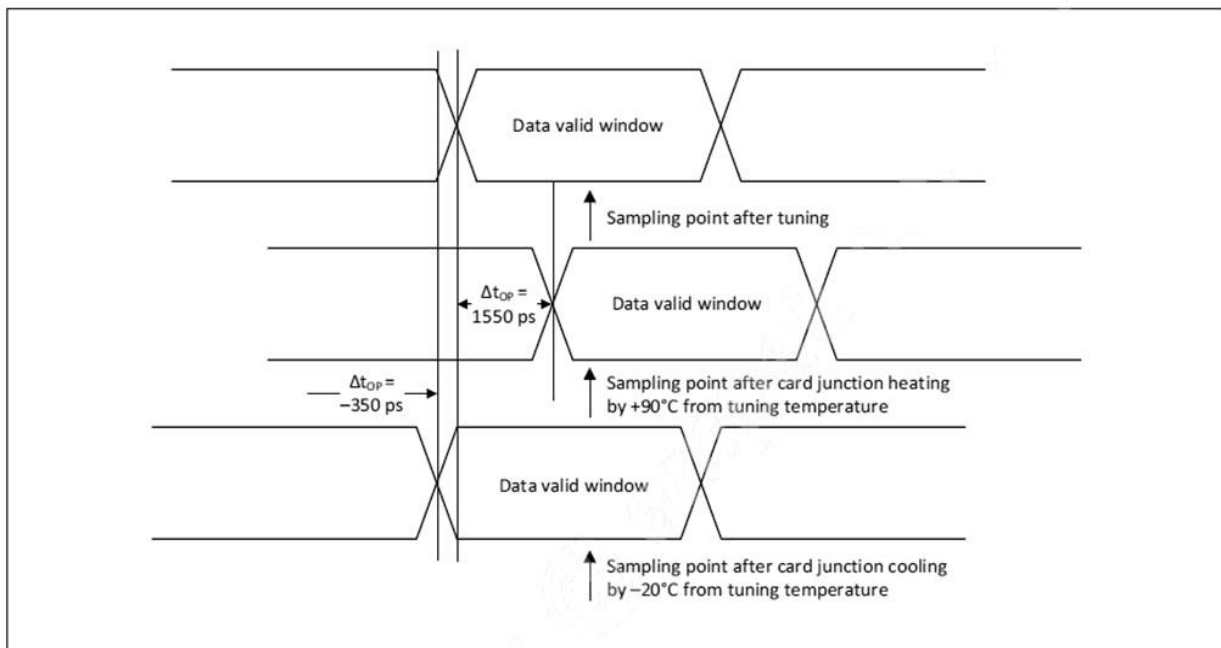 Data valid window
Sampling point after tuning
Δt_OP =
1550 ps
Data valid window
Sampling point after card junction heating
by +90°C from tuning temperature
Δt_OP =
−350 ps
Data valid window
Sampling point after card junction cooling
by −20°C from tuning temperature